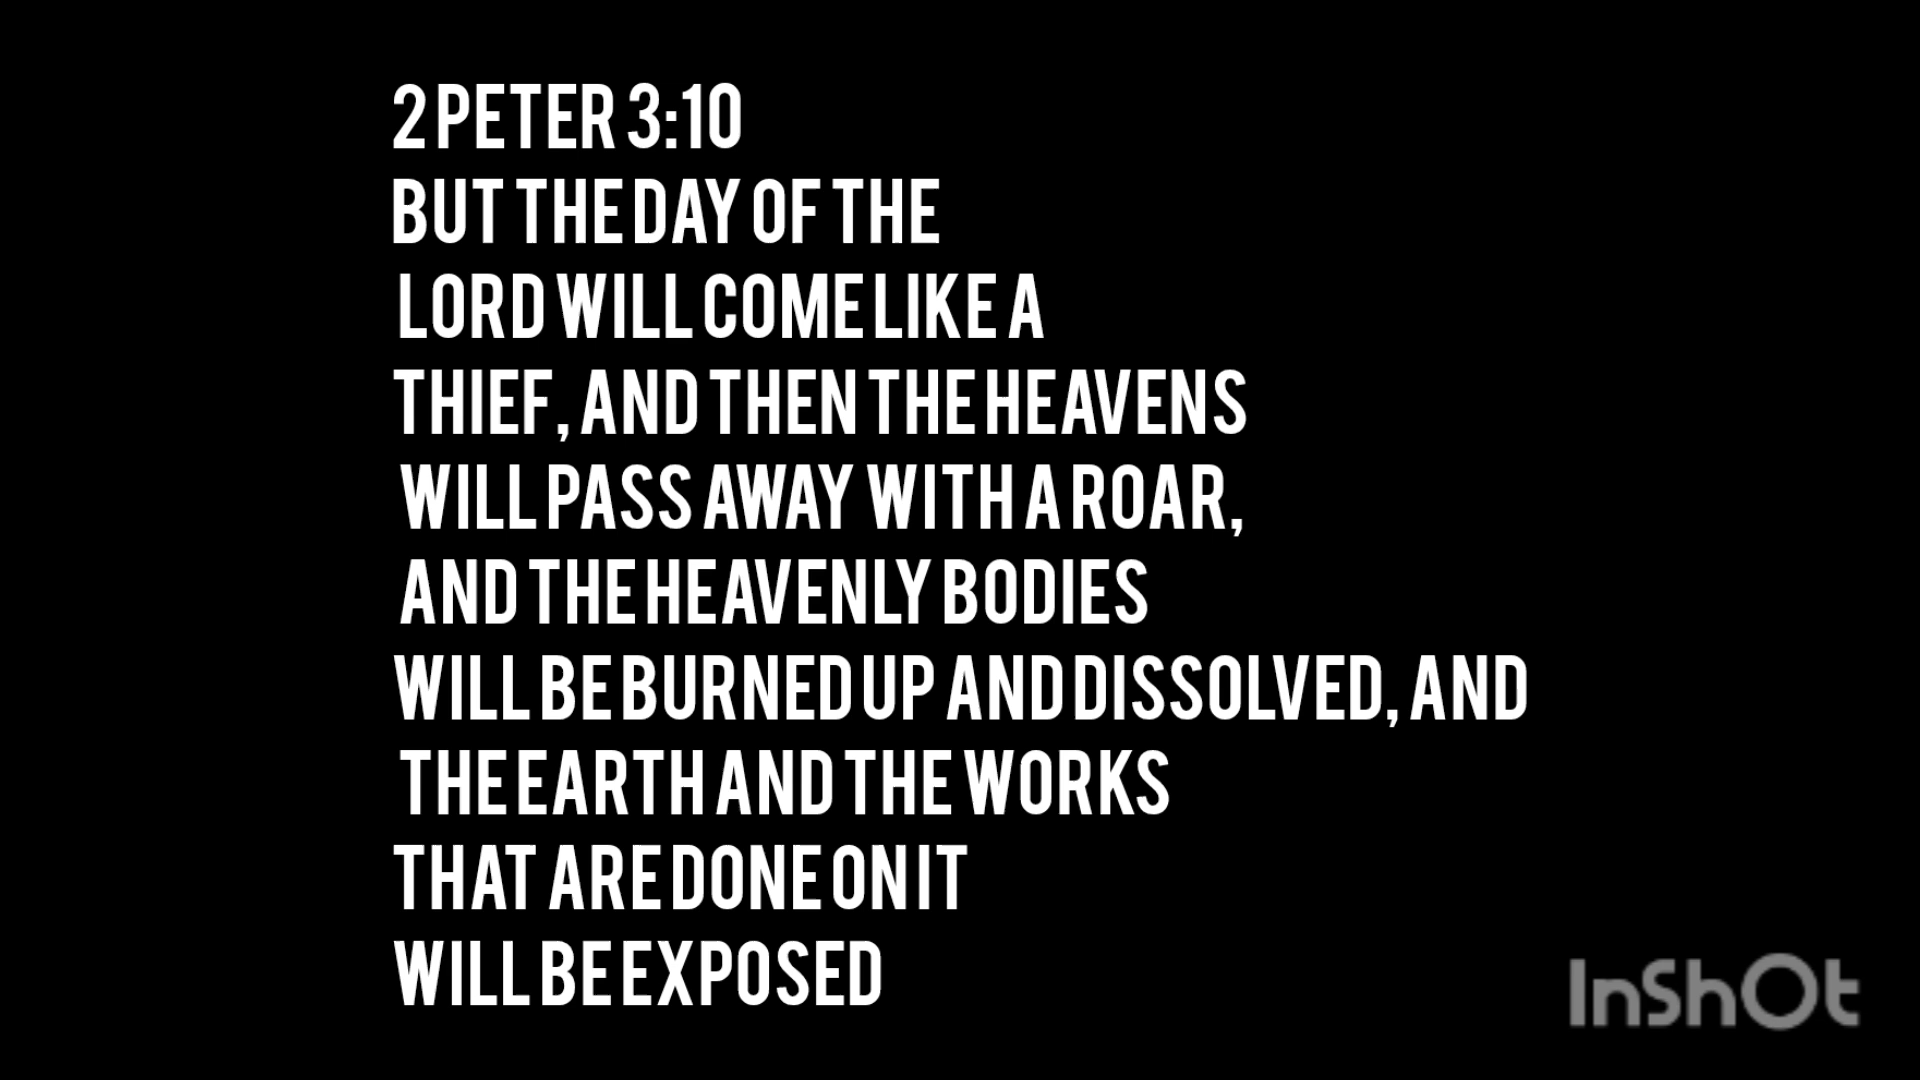 2 PETER 3:10
BUT THE DAY OF THE
LORD WILL COME LIKE A
THIEF, AND THEN THE HEAVENS
WILL PASS AWAY WITH A ROAR,
AND THE HEAVENLY BODIES
WILL BE BURNED UP AND DISSOLVED, AND
THE EARTH AND THE WORKS
THAT ARE DONE ON IT
WILL BE EXPOSED
InShOt